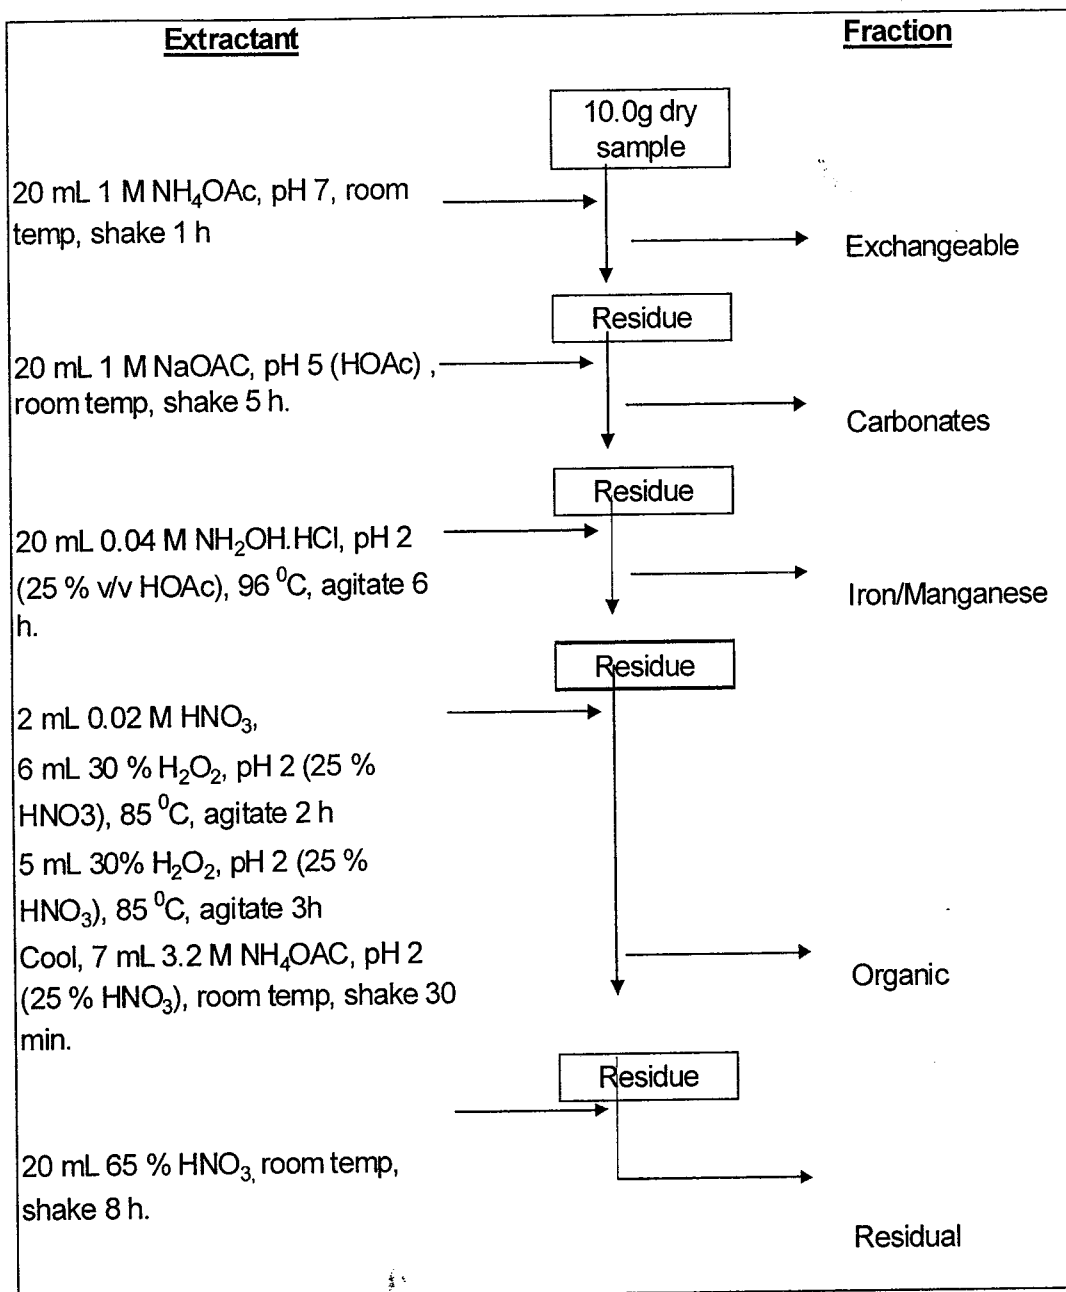 Extractant
Fraction
10.0g dry
sample
20 mL 1 M NH₄OAc, pH 7, room
temp, shake 1 h
Exchangeable
Residue
20 mL 1 M NaOAC, pH 5 (HOAc) ,
room temp, shake 5 h.
Carbonates
Residue
20 mL 0.04 M NH₂OH.HCl, pH 2
(25 % v/v HOAc), 96 ⁰C, agitate 6
h.
Iron/Manganese
Residue
2 mL 0.02 M HNO₃,
6 mL 30 % H₂O₂, pH 2 (25 %
HNO3), 85 ⁰C, agitate 2 h
5 mL 30% H₂O₂, pH 2 (25 %
HNO₃), 85 ⁰C, agitate 3h
Cool, 7 mL 3.2 M NH₄OAC, pH 2
(25 % HNO₃), room temp, shake 30
min.
Organic
Residue
20 mL 65 % HNO₃, room temp,
shake 8 h.
Residual